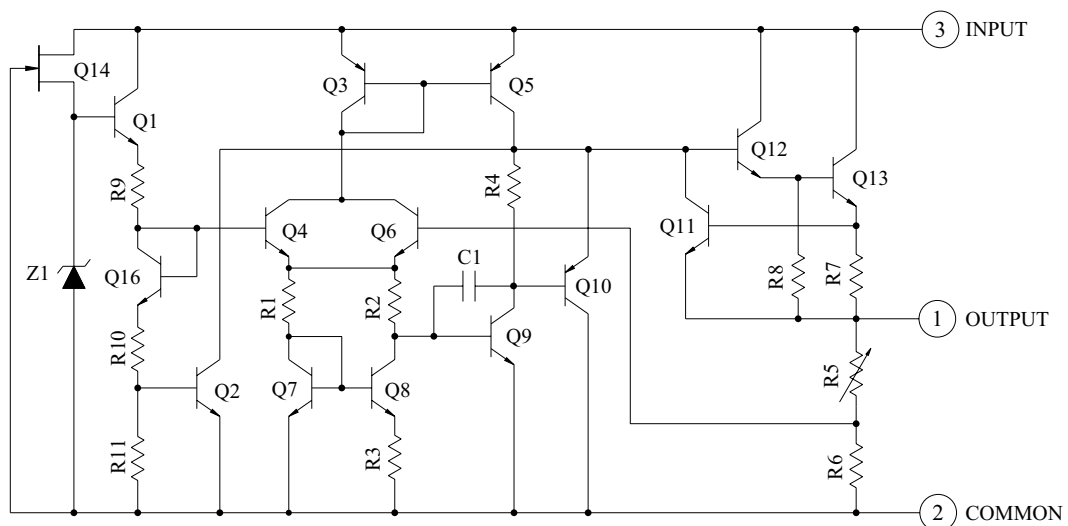 3 INPUT
Q14
Q3
Q5
Q1
Q12
Q13
R9
R4
Q4
Q6
Q11
Z1
Q16
R1
R2
C1
Q10
R8
R7
1 OUTPUT
Q9
R10
Q2
Q7
Q8
R5
R11
R3
R6
2 COMMON